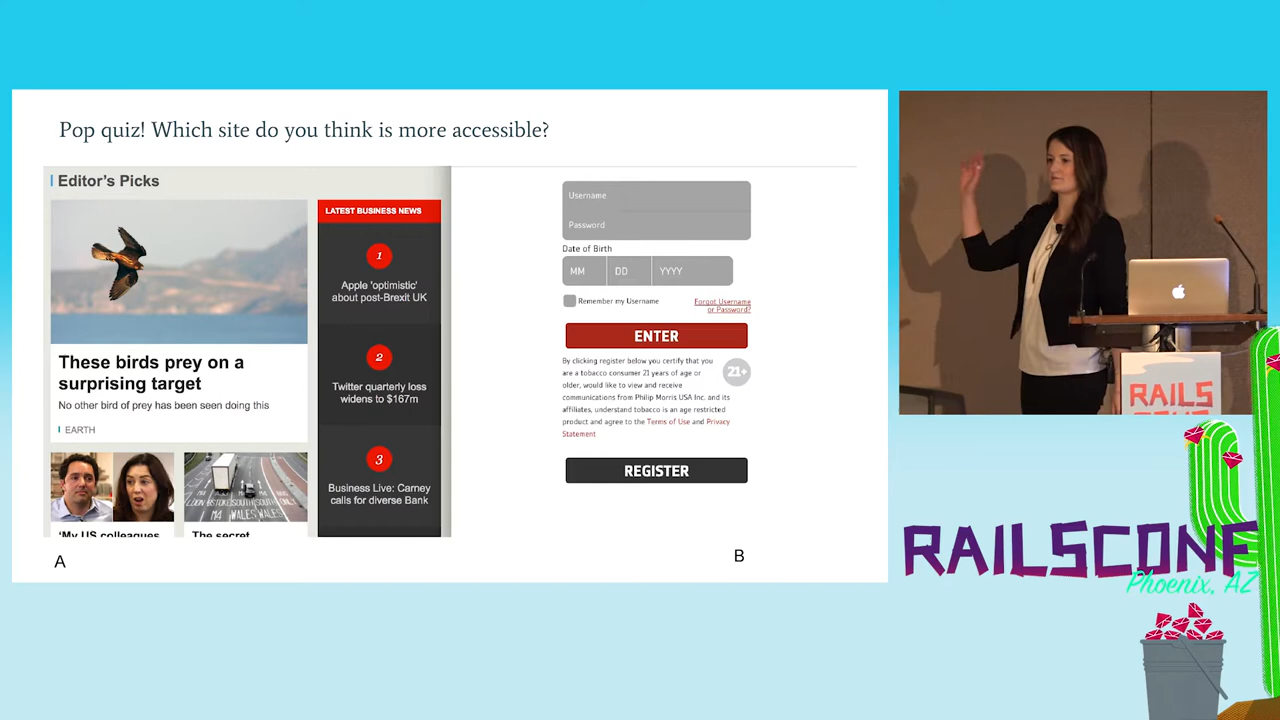 Pop quiz! Which site do you think is more accessible?
Editor's Picks
These birds prey on a
surprising target
No other bird of prey has been seen doing this
EARTH
'My US colleagues
The secret
LATEST BUSINESS NEWS
1
Apple 'optimistic'
about post-Brexit UK
2
Twitter quarterly loss
widens to $167m
3
Business Live: Carney
calls for diverse Bank
A
Username
Password
Date of Birth
MM
DD
YYYY
Remember my Username
Forgot Username
or Password?
ENTER
By clicking register below you certify that you
are a tobacco consumer 21 years of age or
older, would like to view and receive
communications from Philip Morris USA Inc. and its
affiliates, understand tobacco is an age restricted
product and agree to the Terms of Use and Privacy
Statement
21+
REGISTER
B
RAILS
RAILSCONF
Phoenix, AZ